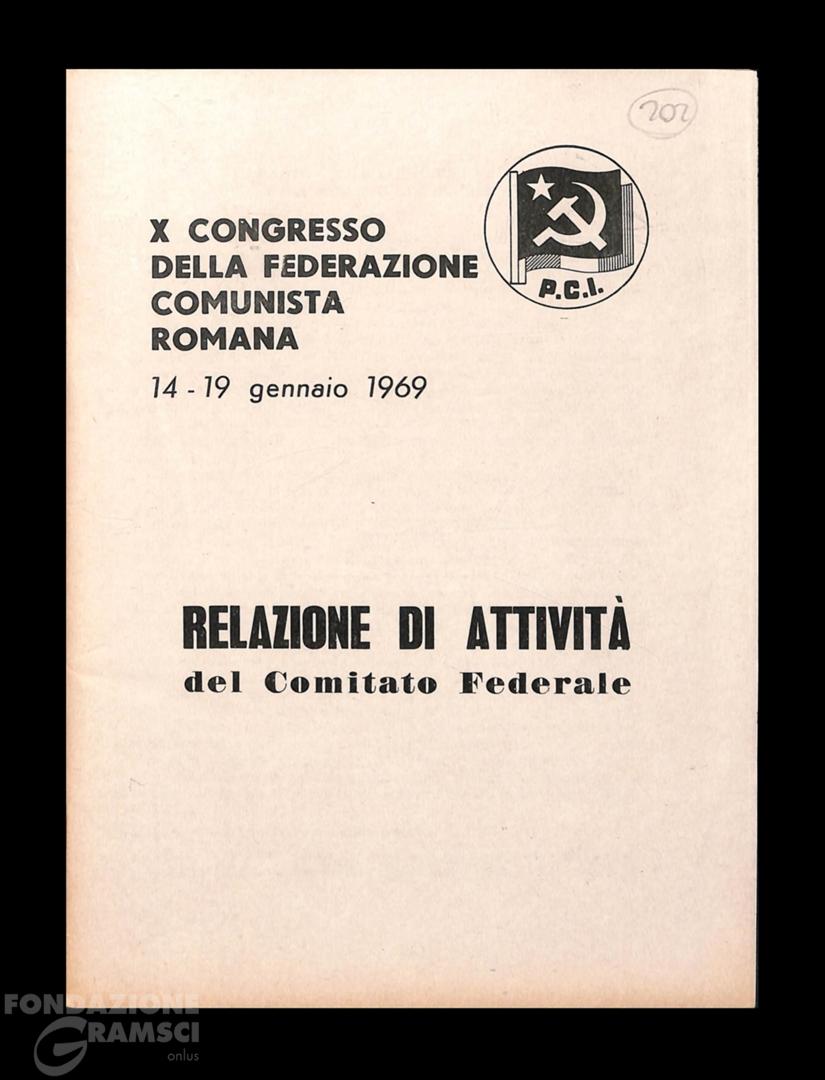 202
X CONGRESSO
DELLA FEDERAZIONE
COMUNISTA
ROMANA
14 - 19 gennaio 1969
P.C.I.
RELAZIONE DI ATTIVITÀ
del Comitato Federale
FONDAZIONE
GRAMSCI
onlus